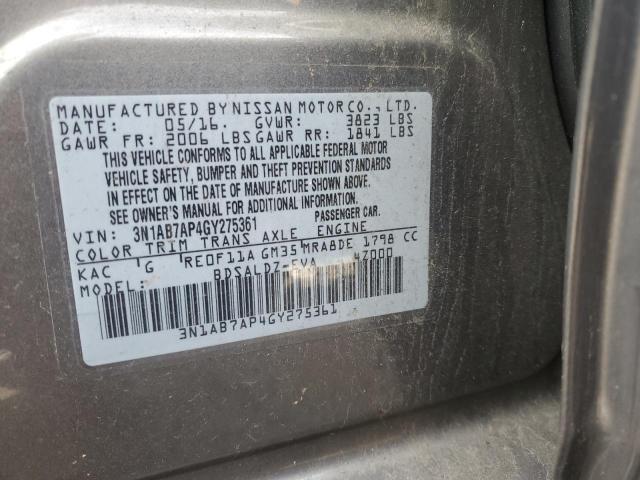 MANUFACTURED BY NISSAN MOTOR CO., LTD.
DATE: 05/16. GVWR: 3823 LBS
GAWR FR: 2006 LBS GAWR RR: 1841 LBS
THIS VEHICLE CONFORMS TO ALL APPLICABLE FEDERAL MOTOR
VEHICLE SAFETY, BUMPER AND THEFT PREVENTION STANDARDS
IN EFFECT ON THE DATE OF MANUFACTURE SHOWN ABOVE.
SEE OWNER'S MANUAL FOR ADDITIONAL INFORMATION.
VIN: 3N1AB7AP4GY275361 PASSENGER CAR.
COLOR TRIM TRANS AXLE ENGINE
KAC G RE0F11A GM35 MRA8DE 1798 CC
MODEL: BDSALDZ-EVA 4Z000
3N1AB7AP4GY275361